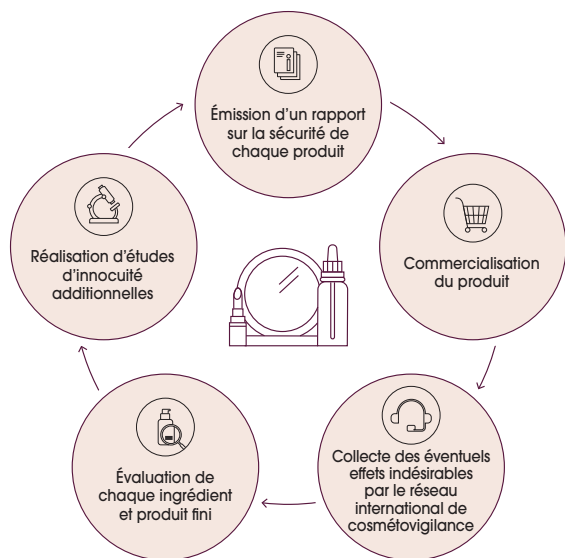 Émission d'un rapport
sur la sécurité de
chaque produit
Commercialisation
du produit
Collecte des éventuels
effets indésirables
par le réseau
international de
cosmétovigilance
Évaluation de
chaque ingrédient
et produit fini
Réalisation d'études
d'innocuité
additionnelles